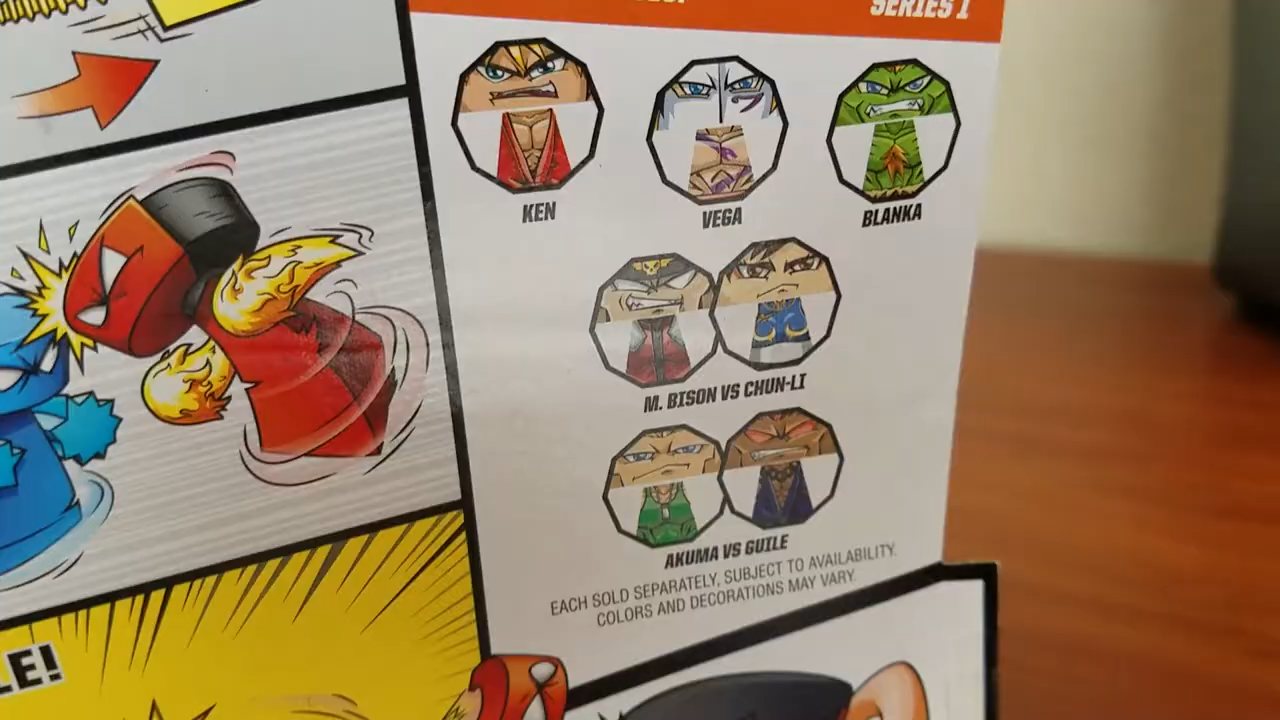 SERIES 1
KEN
VEGA
BLANKA
M. BISON VS CHUN-LI
AKUMA VS GUILE
EACH SOLD SEPARATELY, SUBJECT TO AVAILABILITY.
COLORS AND DECORATIONS MAY VARY.
LE!